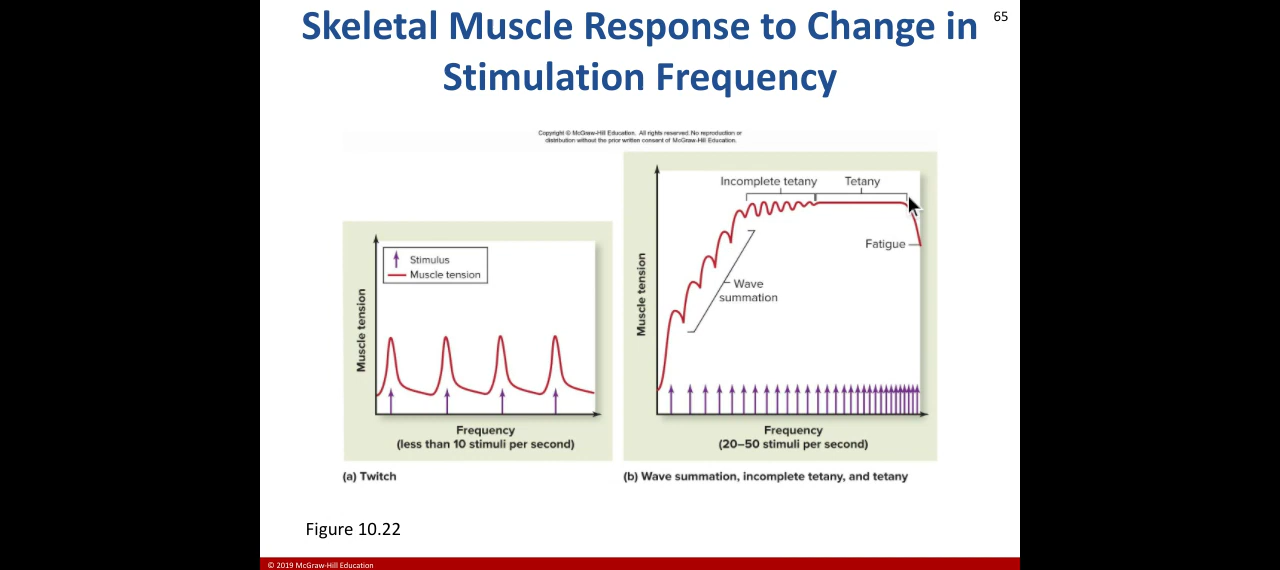 Skeletal Muscle Response to Change in
Stimulation Frequency
65
Copyright © McGraw-Hill Education. All rights reserved. No reproduction or
distribution without the prior written consent of McGraw-Hill Education.
Stimulus
Muscle tension
Muscle tension
Frequency
(less than 10 stimuli per second)
(a) Twitch
Incomplete tetany
Tetany
Fatigue
Wave
summation
Muscle tension
Frequency
(20–50 stimuli per second)
(b) Wave summation, incomplete tetany, and tetany
Figure 10.22
© 2019 McGraw-Hill Education